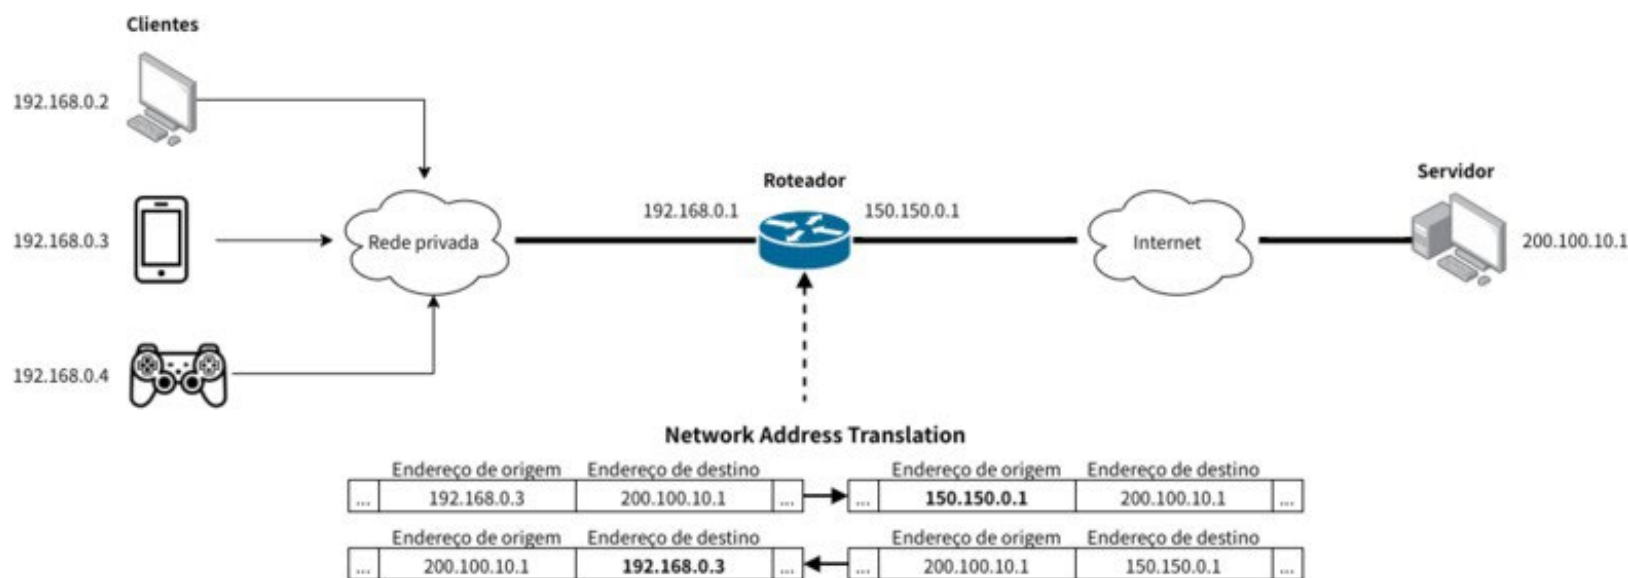 Clientes
192.168.0.2
192.168.0.3
192.168.0.4
Rede privada
Roteador
192.168.0.1 150.150.0.1
Internet
Servidor
200.100.10.1
Network Address Translation
Endereço de origem Endereço de destino Endereço de origem Endereço de destino
... 192.168.0.3 200.100.10.1 ... ... 150.150.0.1 200.100.10.1 ...
Endereço de origem Endereço de destino Endereço de origem Endereço de destino
... 200.100.10.1 192.168.0.3 ... ... 200.100.10.1 150.150.0.1 ...